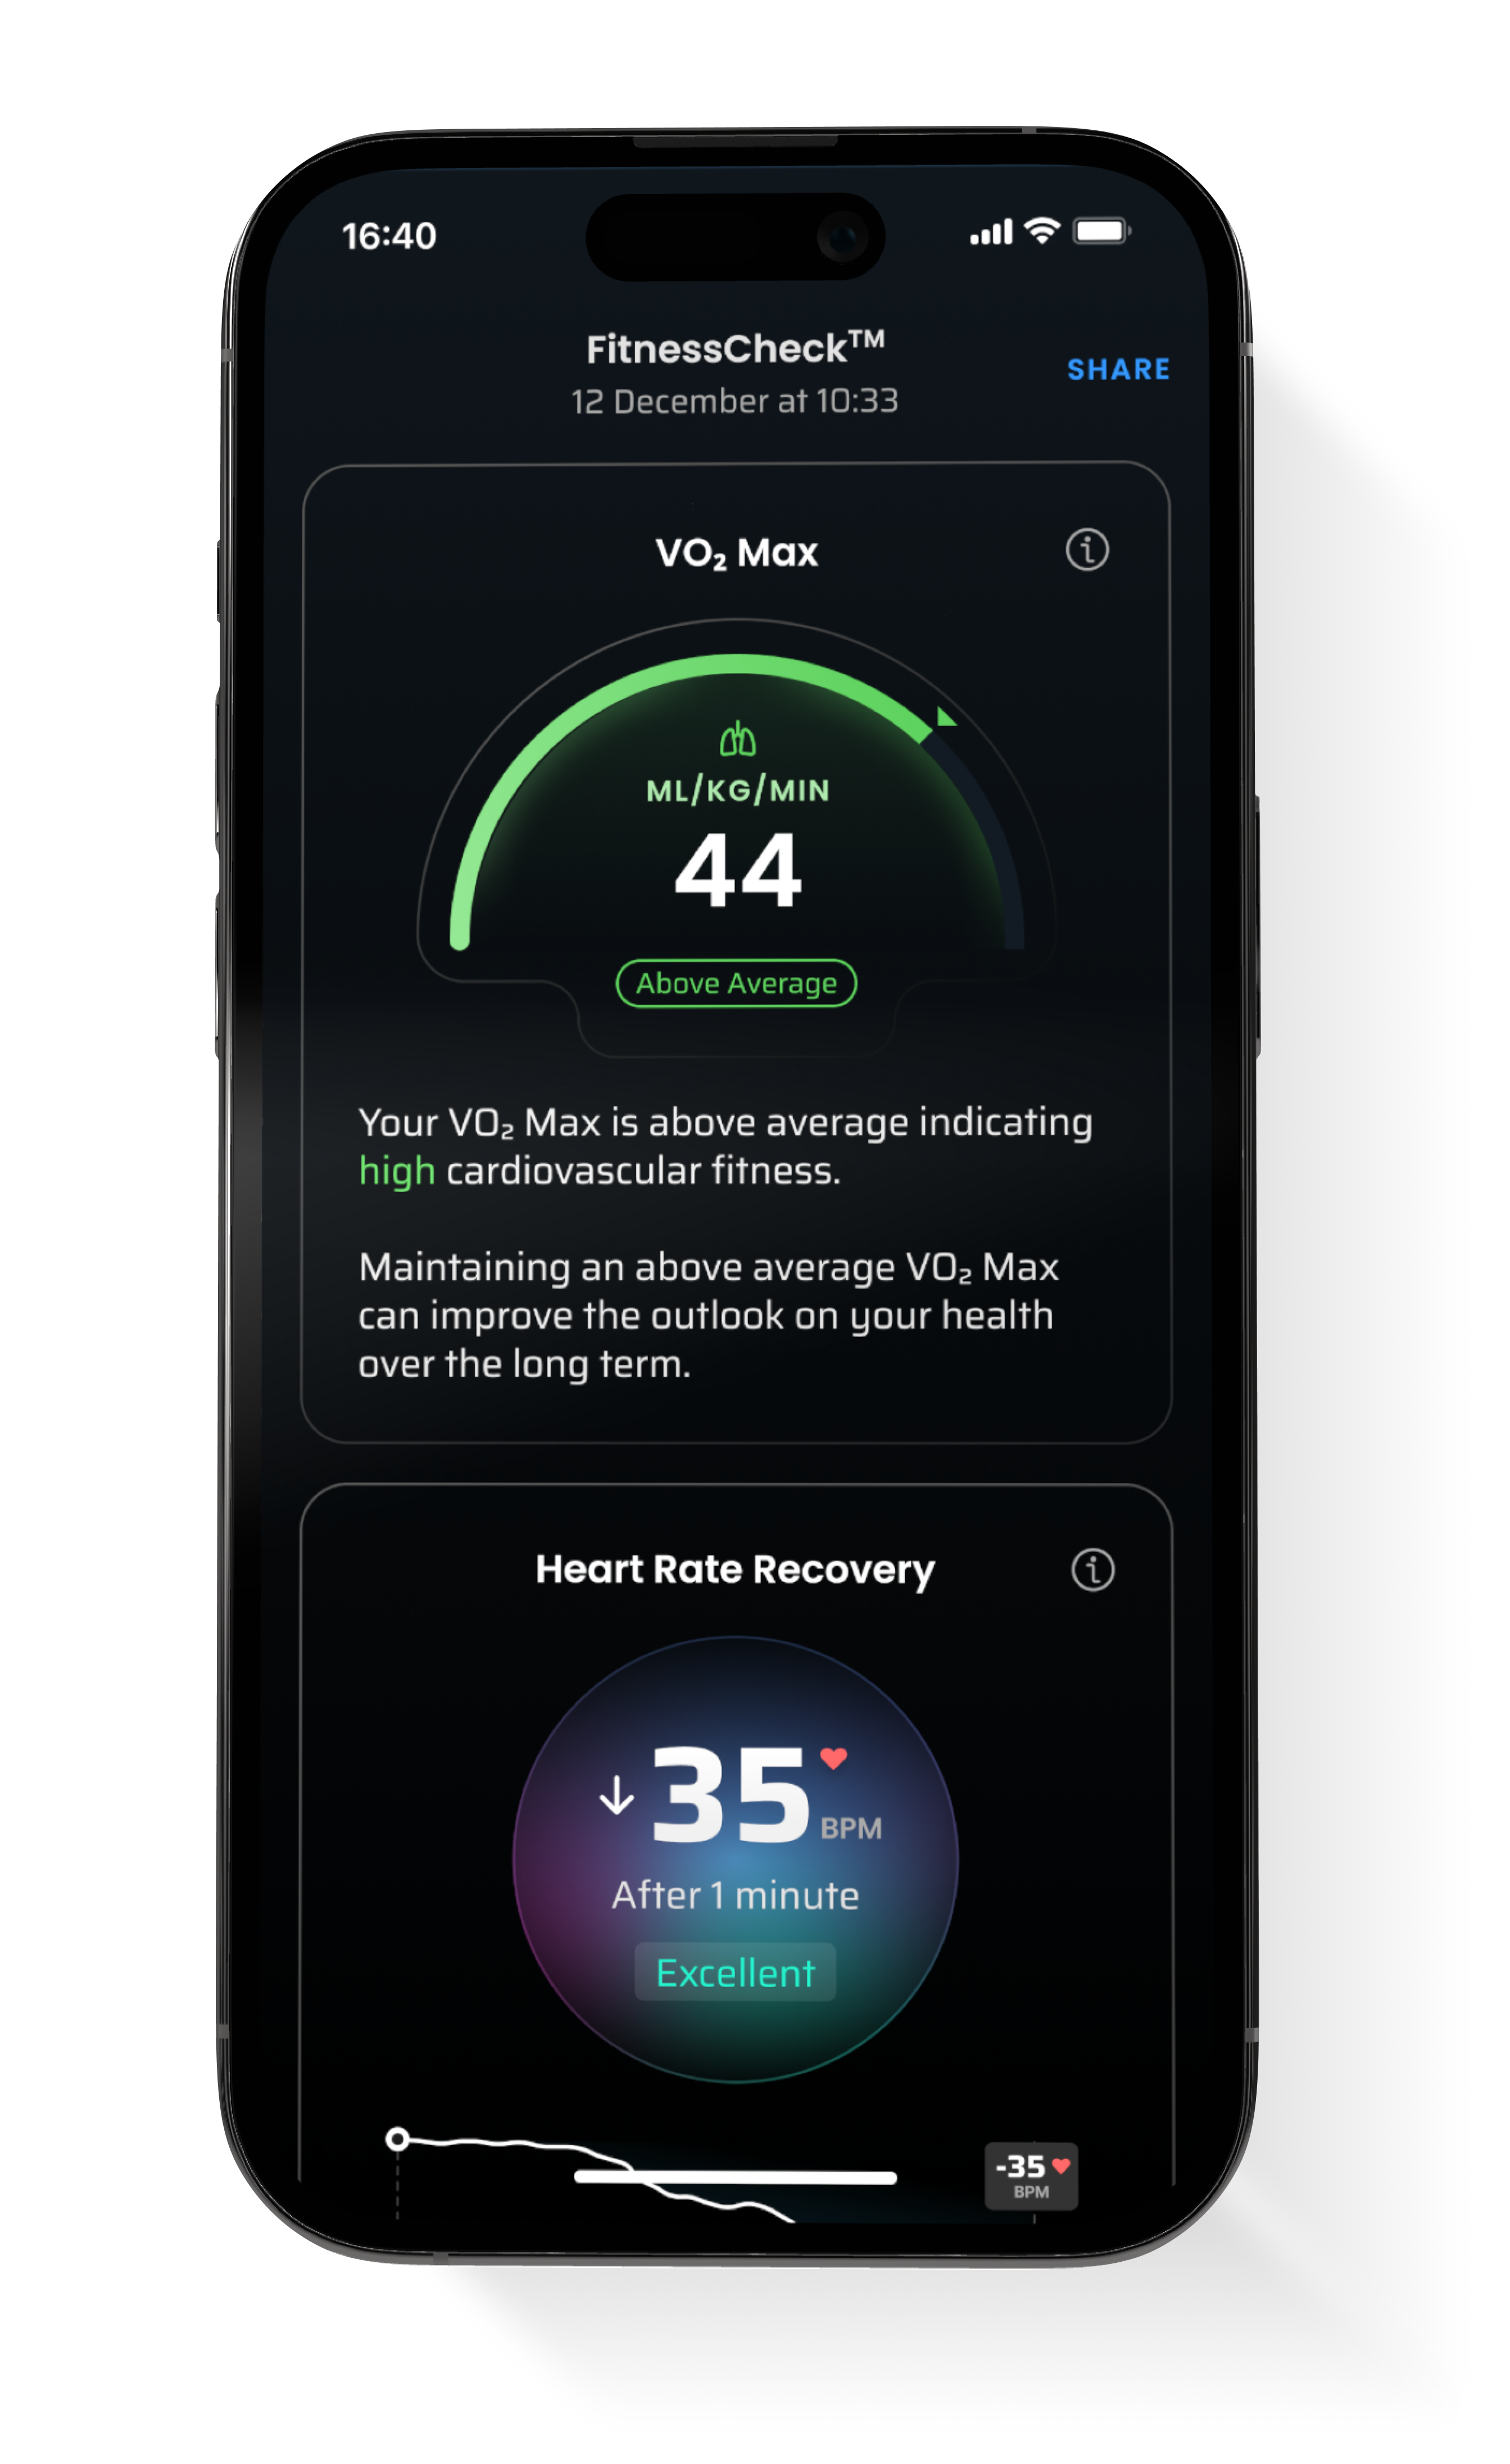 16:40
FitnessCheck™
12 December at 10:33
SHARE
VO₂ Max
ML/KG/MIN
44
Above Average
Your VO₂ Max is above average indicating
high cardiovascular fitness.
Maintaining an above average VO₂ Max
can improve the outlook on your health
over the long term.
Heart Rate Recovery
35
BPM
After 1 minute
Excellent
-35
BPM